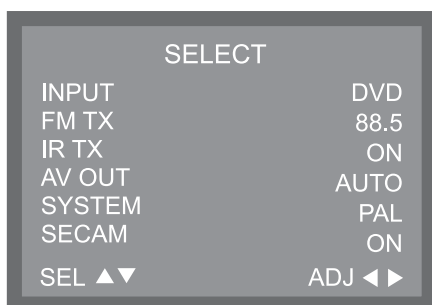 SELECT
INPUT DVD
FM TX 88.5
IR TX ON
AV OUT AUTO
SYSTEM PAL
SECAM ON
SEL ▲▼ ADJ ◀ ▶